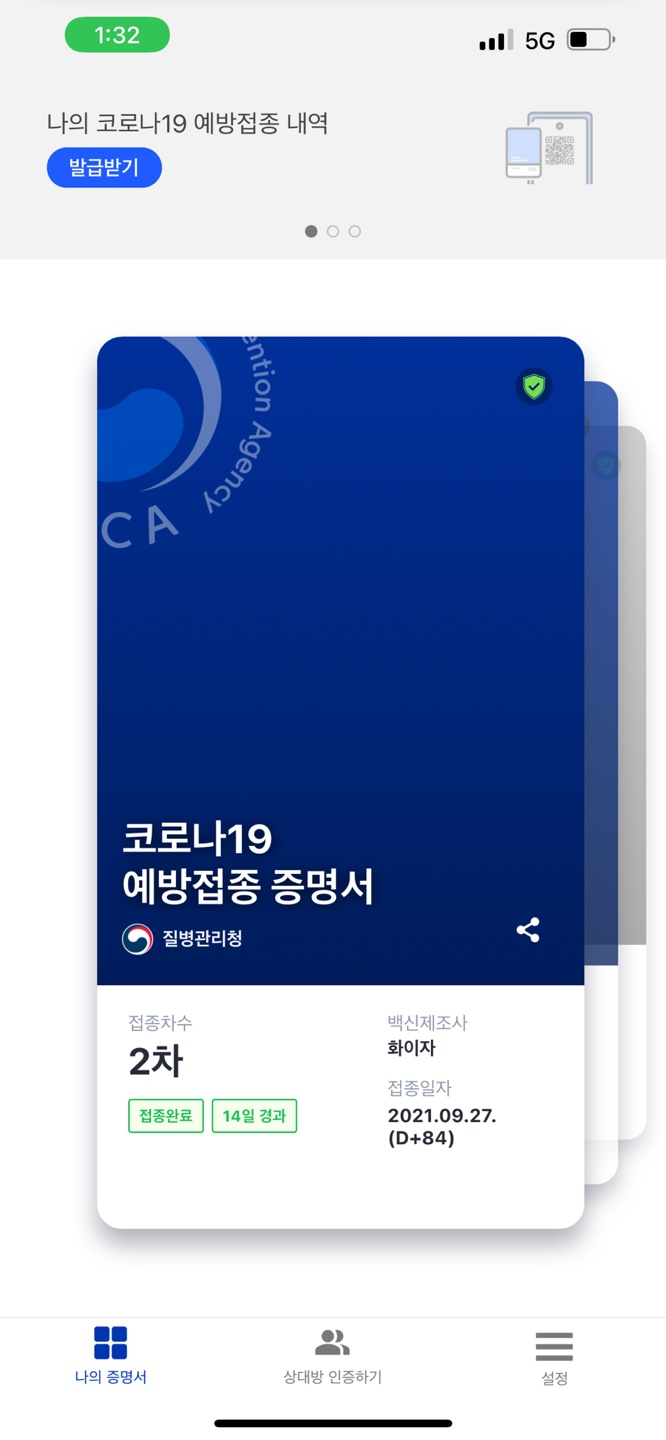 1:32
5G
나의 코로나19 예방접종 내역
발급받기
ention Agency
CA
코로나19
예방접종 증명서
질병관리청
접종차수
2차
접종완료
14일 경과
백신제조사
화이자
접종일자
2021.09.27.
(D+84)
나의 증명서
상대방 인증하기
설정